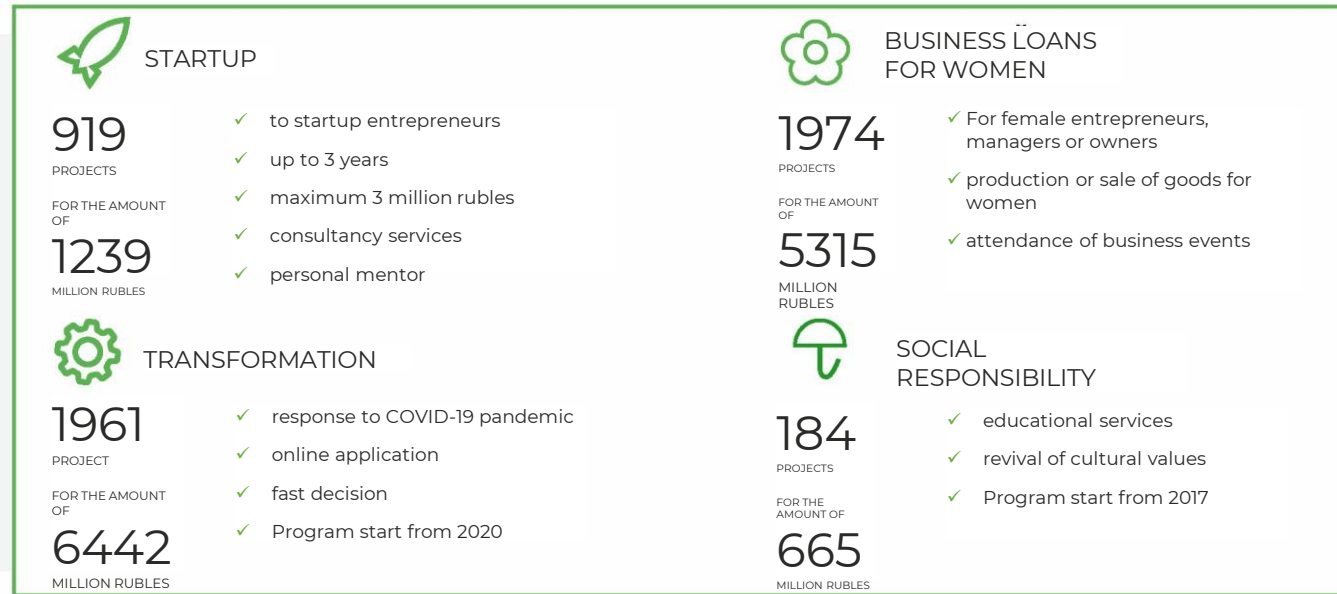 STARTUP
919
PROJECTS
FOR THE AMOUNT
OF
1239
MILLION RUBLES
✓ to startup entrepreneurs
✓ up to 3 years
✓ maximum 3 million rubles
✓ consultancy services
✓ personal mentor
BUSINESS LOANS
FOR WOMEN
1974
PROJECTS
FOR THE AMOUNT
OF
5315
MILLION
RUBLES
✓ For female entrepreneurs,
managers or owners
✓ production or sale of goods for
women
✓ attendance of business events
TRANSFORMATION
1961
PROJECT
FOR THE AMOUNT
OF
6442
MILLION RUBLES
✓ response to COVID-19 pandemic
✓ online application
✓ fast decision
✓ Program start from 2020
SOCIAL
RESPONSIBILITY
184
PROJECTS
FOR THE
AMOUNT OF
665
MILLION RUBLES
✓ educational services
✓ revival of cultural values
✓ Program start from 2017